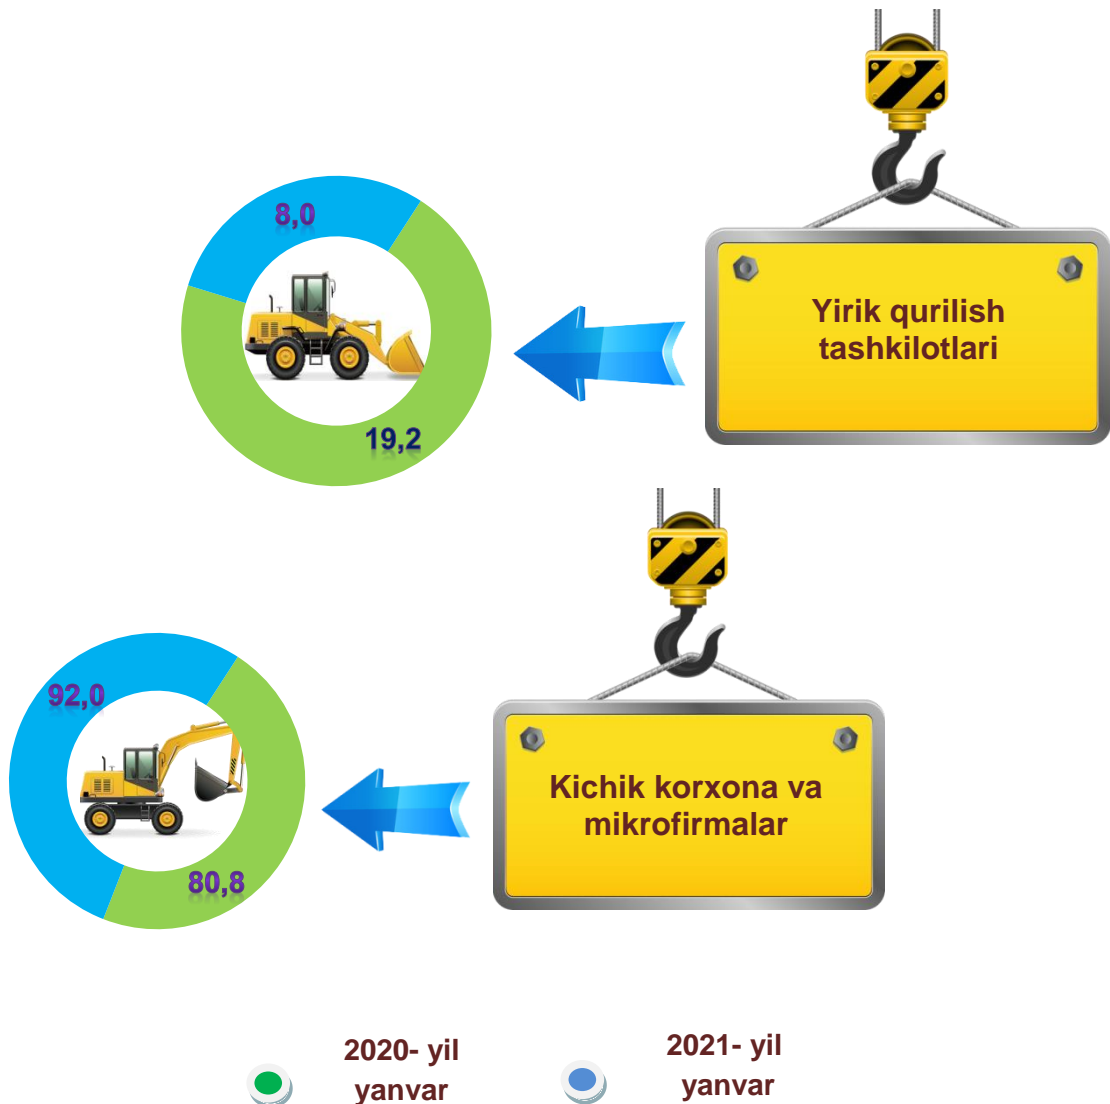 8,0
Yirik qurilish
tashkilotlari
19,2
92,0
Kichik korxona va
mikrofirmalar
80,8
2020- yil
yanvar
2021- yil
yanvar